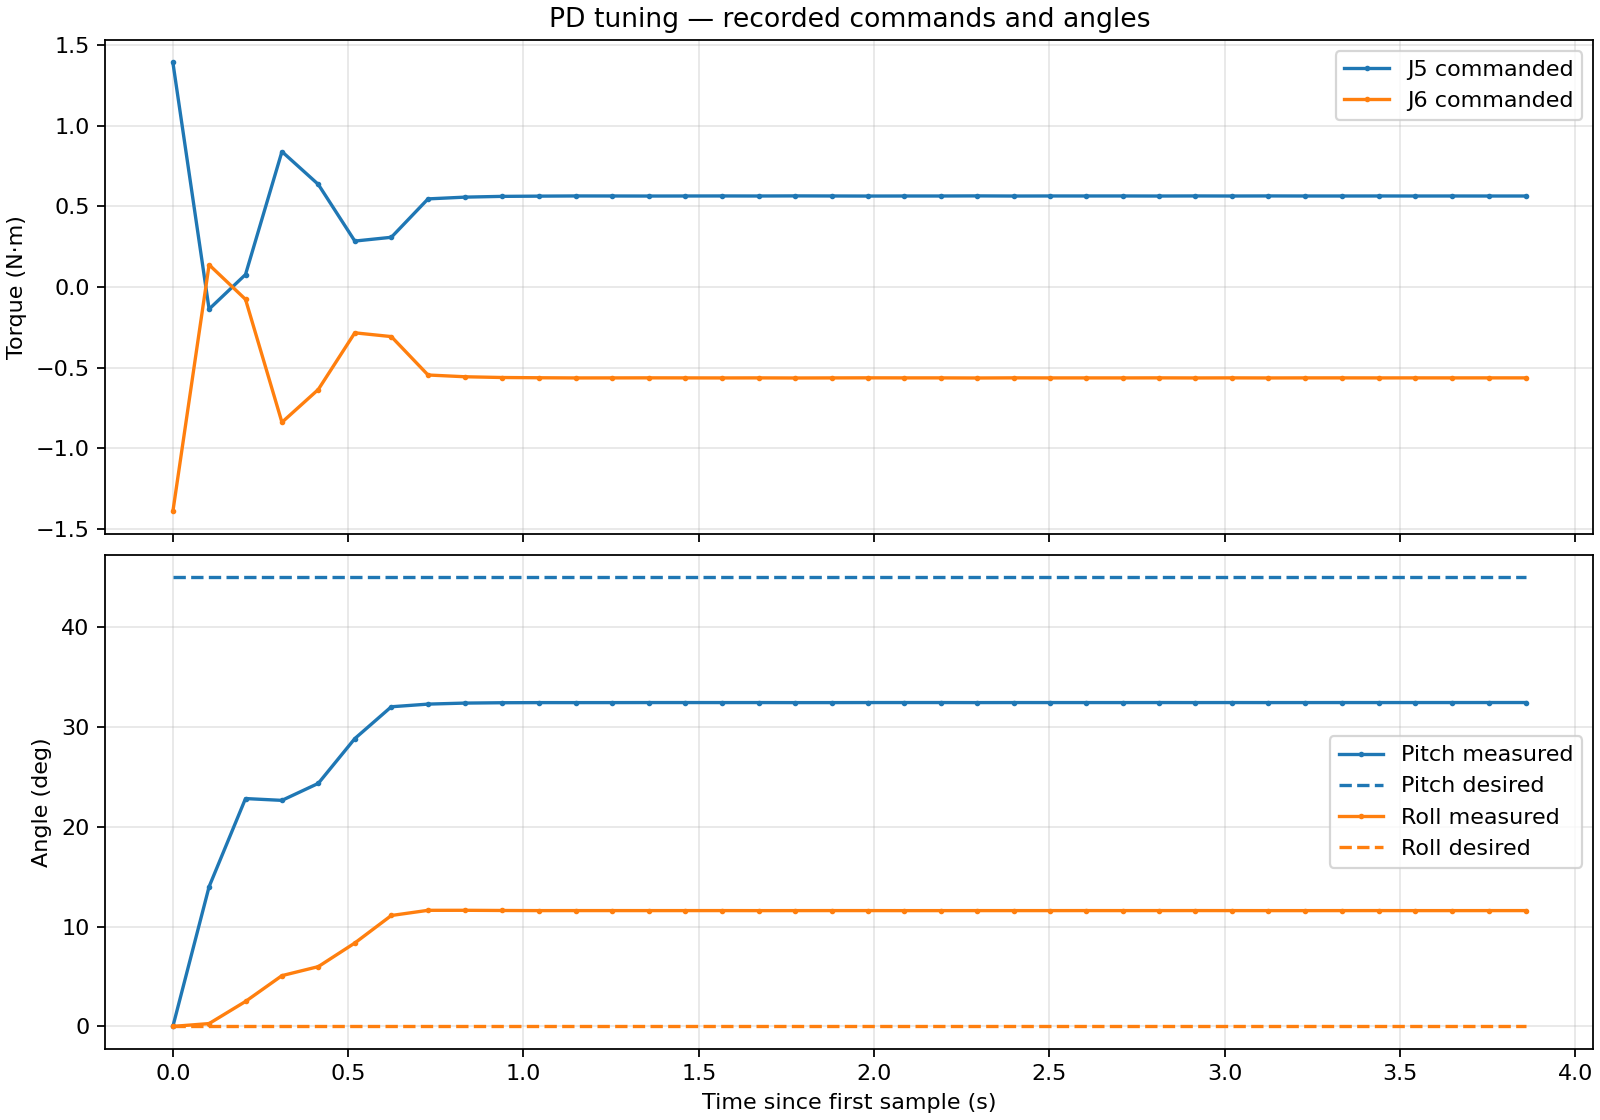 PD tuning — recorded commands and angles
1.5
1.0
0.5
0.0
−0.5
−1.0
−1.5
Torque (N·m)
J5 commanded
J6 commanded
40
30
20
10
0
Angle (deg)
Pitch measured
Pitch desired
Roll measured
Roll desired
0.0 0.5 1.0 1.5 2.0 2.5 3.0 3.5 4.0
Time since first sample (s)